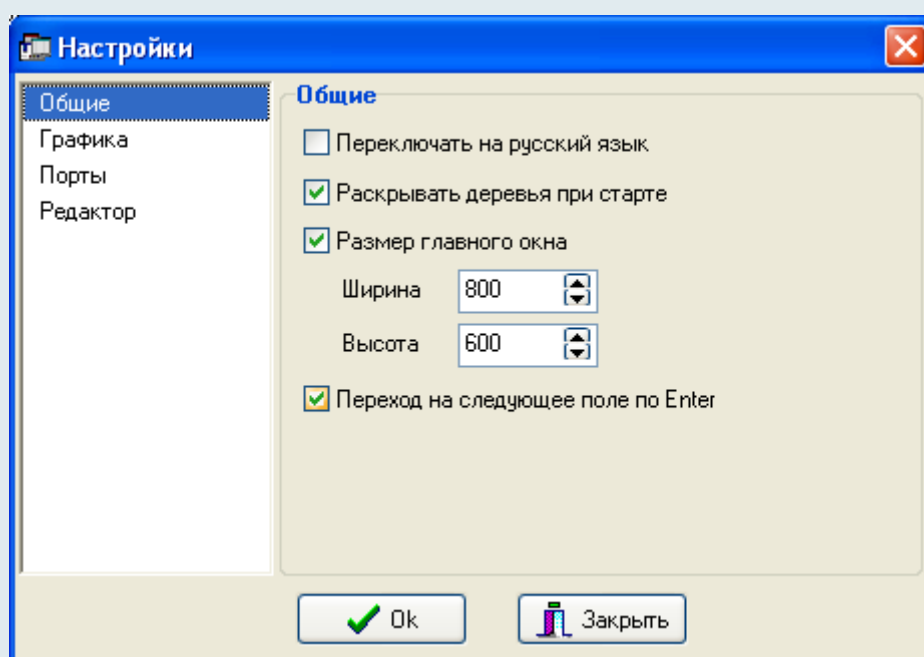 Настройки
Общие
Графика
Порты
Редактор
Общие
Переключать на русский язык
Раскрывать деревья при старте
Размер главного окна
Ширина 800
Высота 600
Переход на следующее поле по Enter
Ok Закрыть